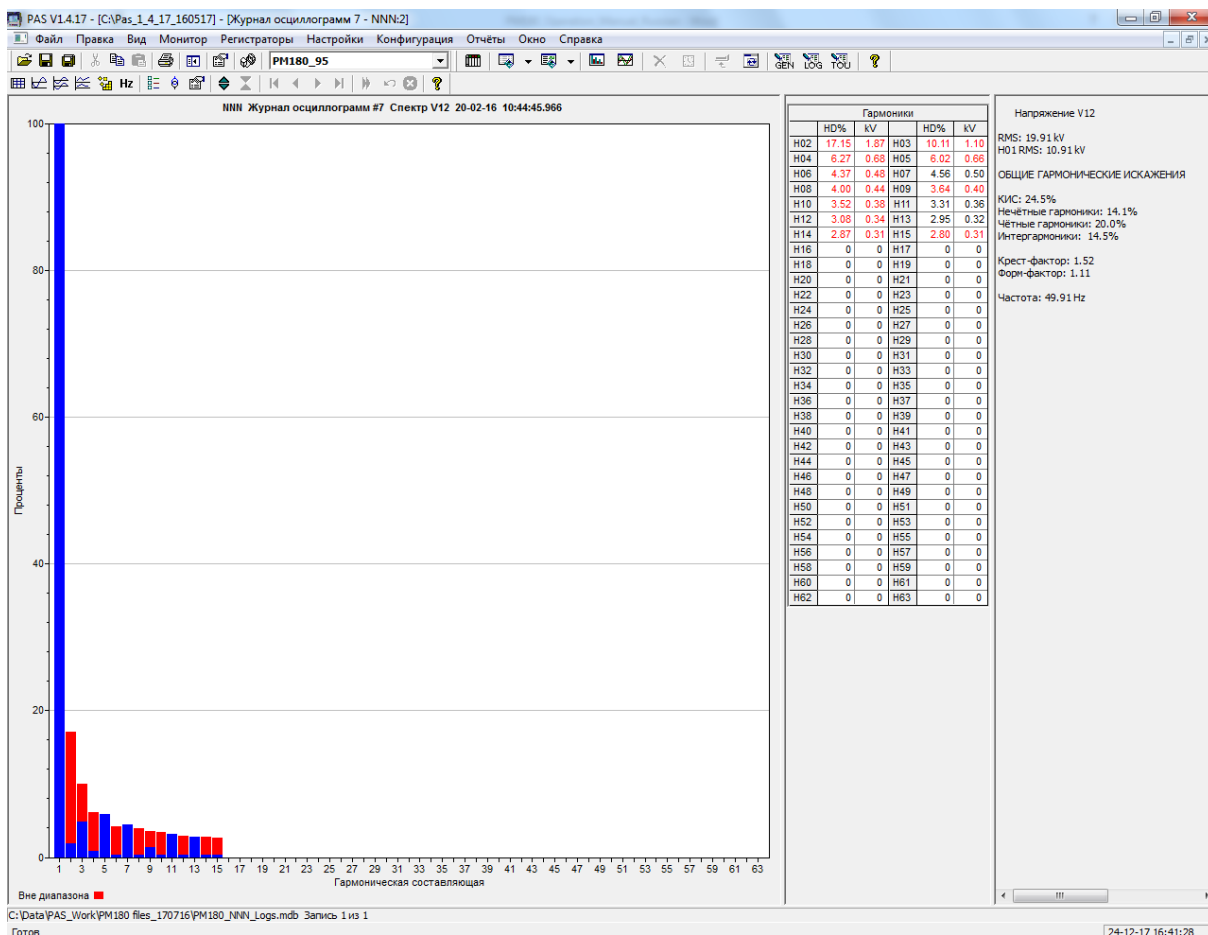 PAS V1.4.17 - [C:\Pas_1_4_17_160517] - [Журнал осциллограмм 7 - NNN:2]
Файл Правка Вид Монитор Регистраторы Настройки Конфигурация Отчёты Окно Справка
PM180_95
GEN LOG TOU
Hz
NNN Журнал осциллограмм #7 Спектр V12 20-02-16 10:44:45.966
100
80
60
40
20
0
Проценты
1 3 5 7 9 11 13 15 17 19 21 23 25 27 29 31 33 35 37 39 41 43 45 47 49 51 53 55 57 59 61 63
Гармоническая составляющая
Вне диапазона
Гармоники
HD% kV HD% kV
H02 17.15 1.87 H03 10.11 1.10
H04 6.27 0.68 H05 6.02 0.66
H06 4.37 0.48 H07 4.56 0.50
H08 4.00 0.44 H09 3.64 0.40
H10 3.52 0.38 H11 3.31 0.36
H12 3.08 0.34 H13 2.95 0.32
H14 2.87 0.31 H15 2.80 0.31
H16 0 0 H17 0 0
H18 0 0 H19 0 0
H20 0 0 H21 0 0
H22 0 0 H23 0 0
H24 0 0 H25 0 0
H26 0 0 H27 0 0
H28 0 0 H29 0 0
H30 0 0 H31 0 0
H32 0 0 H33 0 0
H34 0 0 H35 0 0
H36 0 0 H37 0 0
H38 0 0 H39 0 0
H40 0 0 H41 0 0
H42 0 0 H43 0 0
H44 0 0 H45 0 0
H46 0 0 H47 0 0
H48 0 0 H49 0 0
H50 0 0 H51 0 0
H52 0 0 H53 0 0
H54 0 0 H55 0 0
H56 0 0 H57 0 0
H58 0 0 H59 0 0
H60 0 0 H61 0 0
H62 0 0 H63 0 0
Напряжение V12
RMS: 19.91 kV
H01 RMS: 10.91 kV
ОБЩИЕ ГАРМОНИЧЕСКИЕ ИСКАЖЕНИЯ
КИС: 24.5%
Нечётные гармоники: 14.1%
Чётные гармоники: 20.0%
Интергармоники: 14.5%
Крест-фактор: 1.52
Форм-фактор: 1.11
Частота: 49.91 Hz
C:\Data\PAS_Work\PM180 files_170716\PM180_NNN_Logs.mdb Запись 1 из 1
Готов
24-12-17 16:41:28